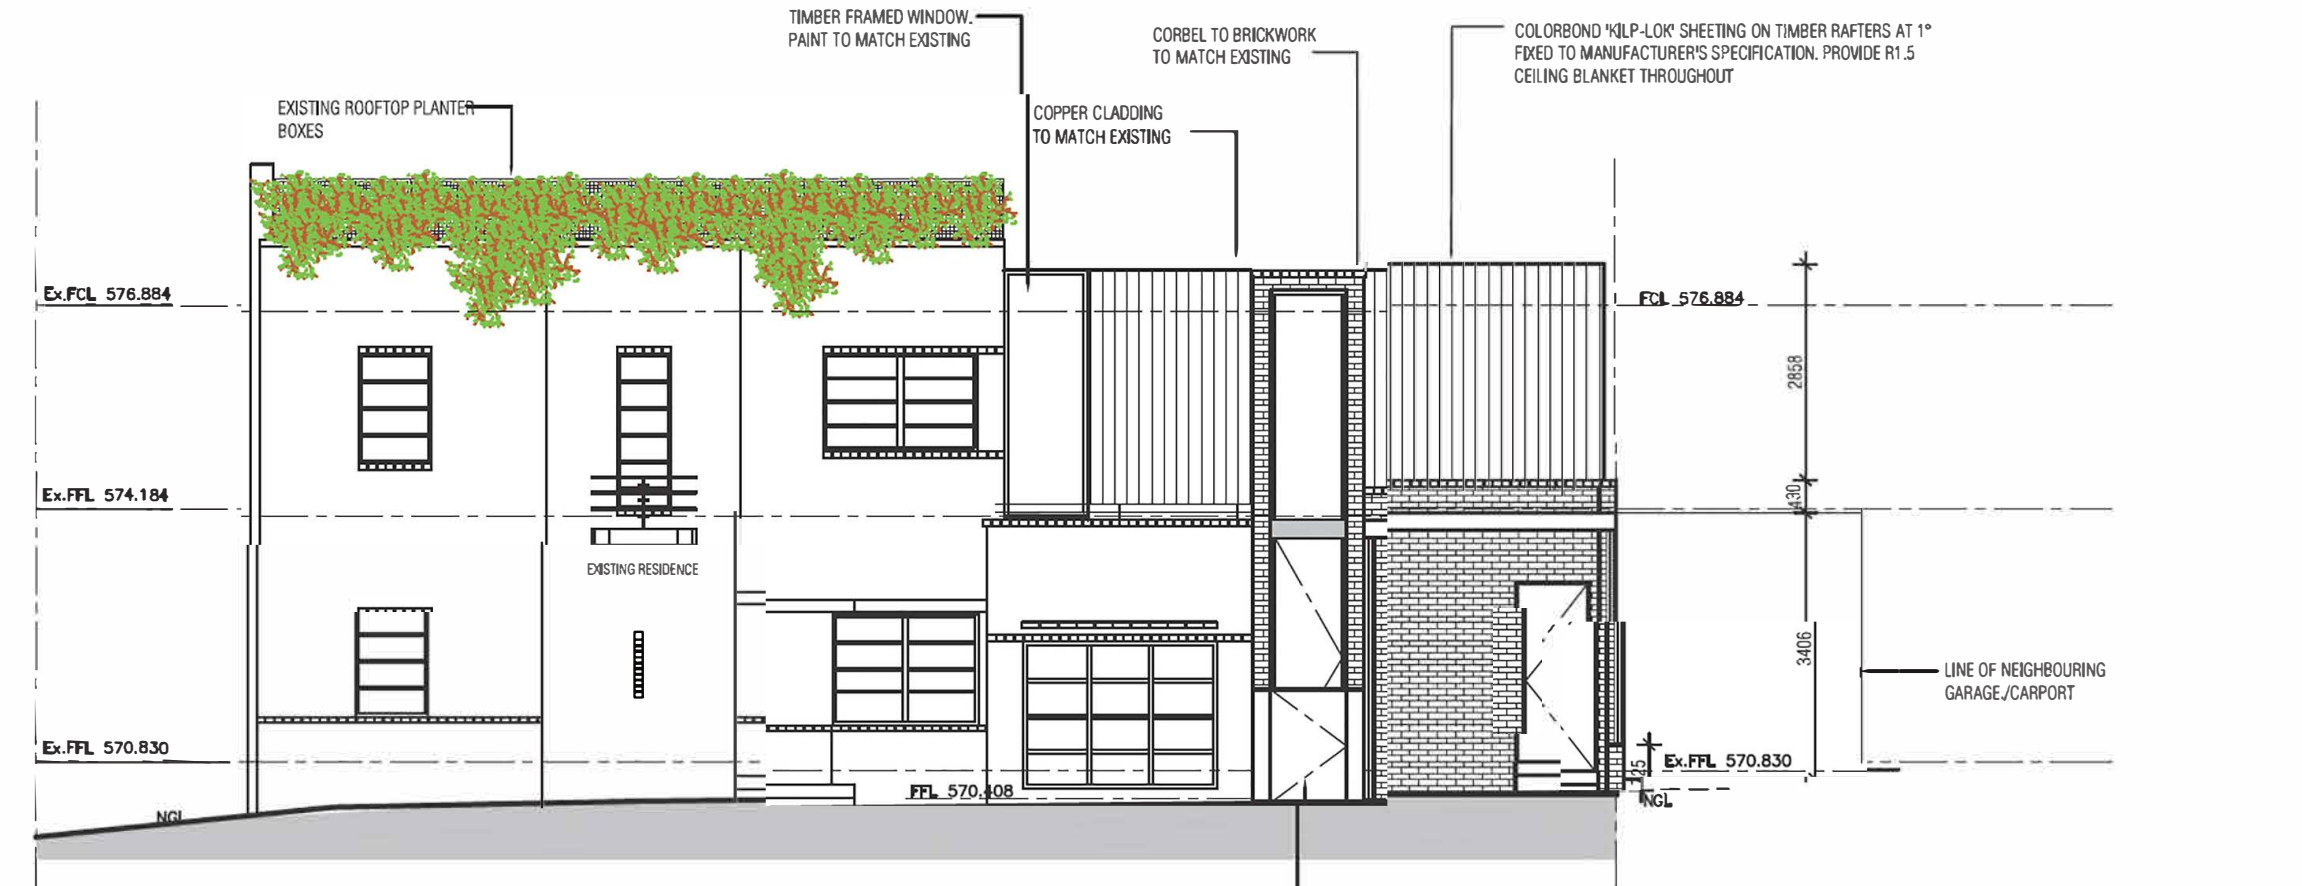 TIMBER FRAMED WINDOW.
PAINT TO MATCH EXISTING
CORBEL TO BRICKWORK
TO MATCH EXISTING
COLORBOND 'KILP-LOK' SHEETING ON TIMBER RAFTERS AT 1°
FIXED TO MANUFACTURER'S SPECIFICATION. PROVIDE R1.5
CEILING BLANKET THROUGHOUT
EXISTING ROOFTOP PLANTER
BOXES
COPPER CLADDING
TO MATCH EXISTING
Ex.FCL 576.884
FCL 576.884
2858
Ex.FFL 574.184
430
EXISTING RESIDENCE
3406
LINE OF NEIGHBOURING
GARAGE./CARPORT
Ex.FFL 570.830
Ex.FFL 570.830
FFL 570.408
NGL
NGL